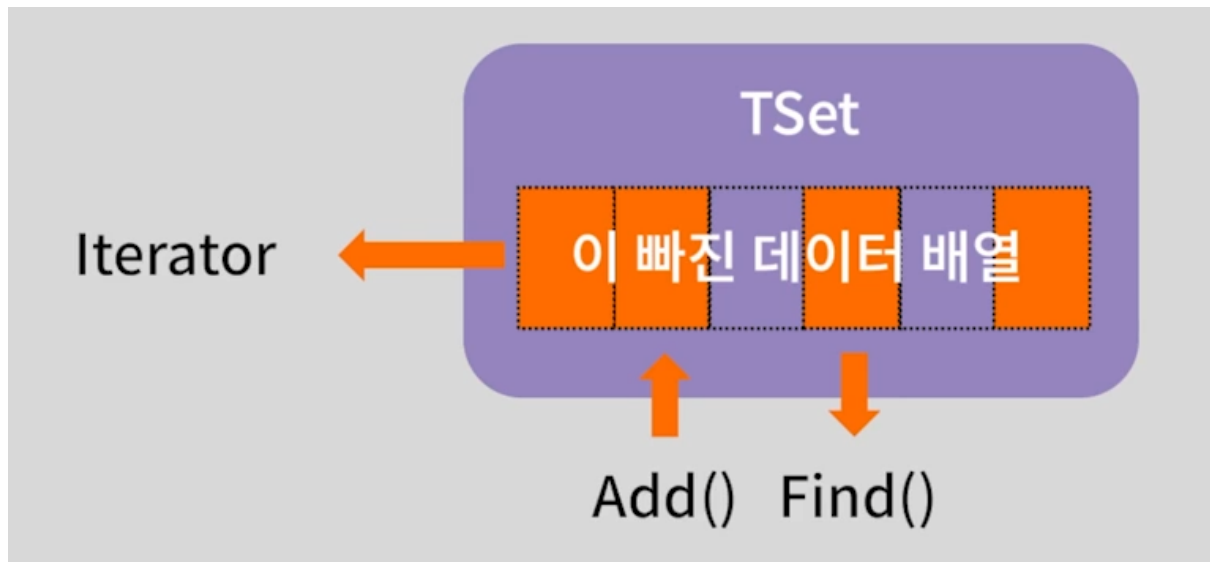 TSet
이 빠진 데이터 배열
Iterator
Add() Find()